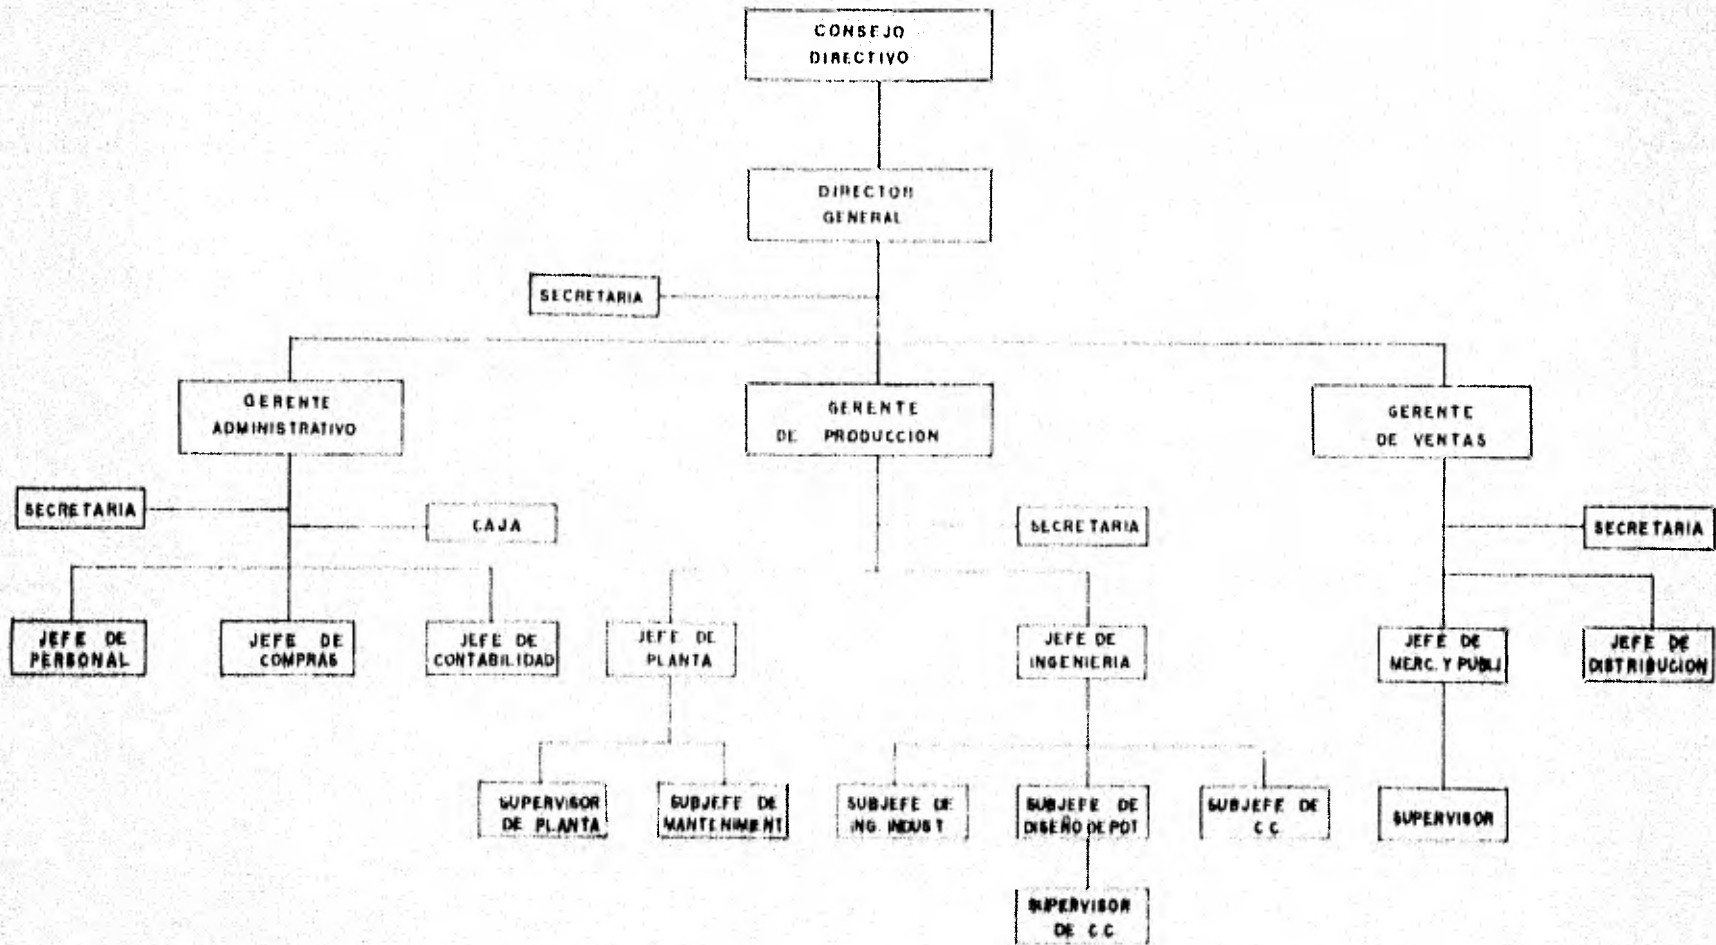 CONSEJO
DIRECTIVO
DIRECTOR
GENERAL
SECRETARIA
GERENTE
ADMINISTRATIVO
GERENTE
DE PRODUCCION
GERENTE
DE VENTAS
SECRETARIA
CAJA
SECRETARIA
SECRETARIA
JEFE DE
PERSONAL
JEFE DE
COMPRAS
JEFE DE
CONTABILIDAD
JEFE DE
PLANTA
JEFE DE
INGENIERIA
JEFE DE
MERC. Y PUBLI
JEFE DE
DISTRIBUCION
SUPERVISOR
DE PLANTA
SUBJEFE DE
MANTENIMENT
SUBJEFE DE
ING. INDUST
SUBJEFE DE
DISEÑO DE PDT
SUBJEFE DE
C C
SUPERVISOR
SUPERVISOR
DE C C